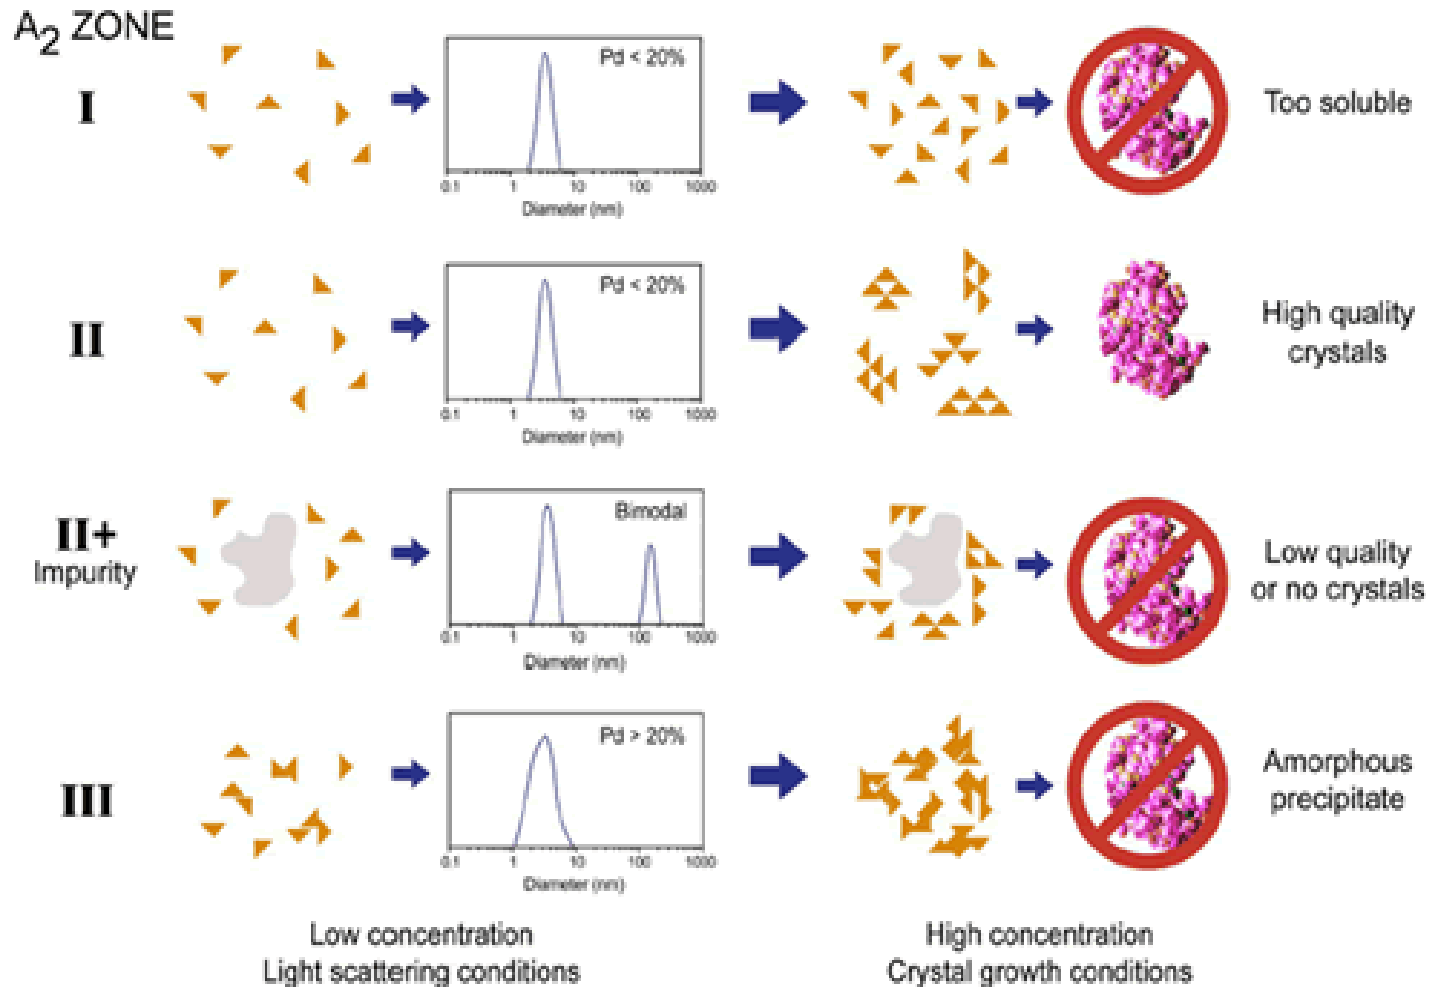 A2 ZONE
I
Pd < 20%
0.1 1 10 100 1000
Diameter (nm)
Too soluble
II
Pd < 20%
0.1 1 10 100 1000
Diameter (nm)
High quality
crystals
II+
Impurity
Bimodal
0.1 1 10 100 1000
Diameter (nm)
Low quality
or no crystals
III
Pd > 20%
0.1 1 10 100 1000
Diameter (nm)
Amorphous
precipitate
Low concentration
Light scattering conditions
High concentration
Crystal growth conditions